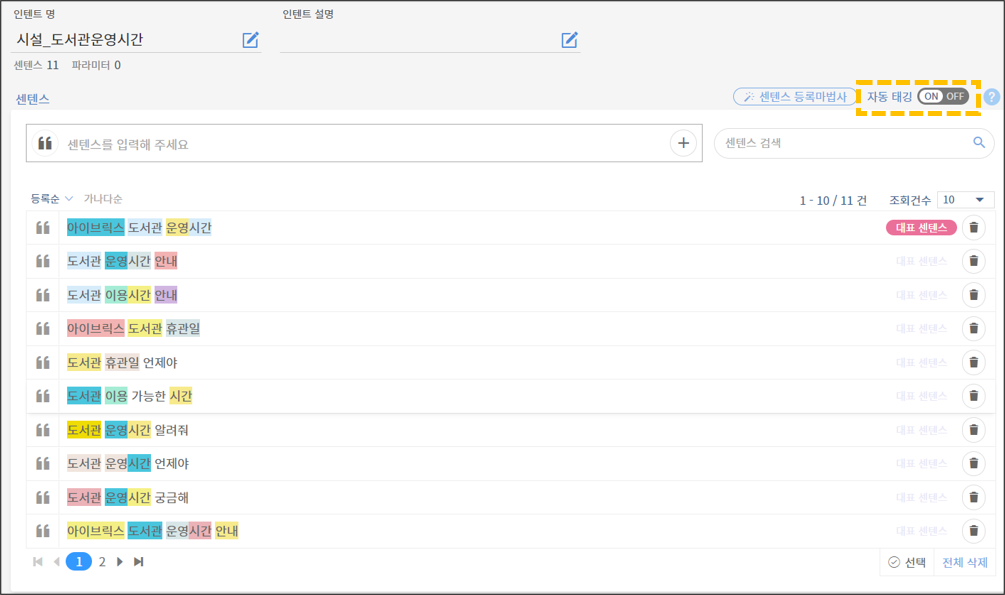 인텐트 명 인텐트 설명
시설_도서관운영시간
센텐스 11 파라미터 0
센텐스 센텐스 등록마법사 자동 태깅 ON OFF ?
센텐스를 입력해 주세요 + 센텐스 검색
등록순 가나다순 1 - 10 / 11 건 조회건수 10
아이브릭스 도서관 운영시간 대표 센텐스
도서관 운영시간 안내 대표 센텐스
도서관 이용시간 안내 대표 센텐스
아이브릭스 도서관 휴관일 대표 센텐스
도서관 휴관일 언제야 대표 센텐스
도서관 이용 가능한 시간 대표 센텐스
도서관 운영시간 알려줘 대표 센텐스
도서관 운영시간 언제야 대표 센텐스
도서관 운영시간 궁금해 대표 센텐스
아이브릭스 도서관 운영시간 안내 대표 센텐스
1 2 선택 전체 삭제